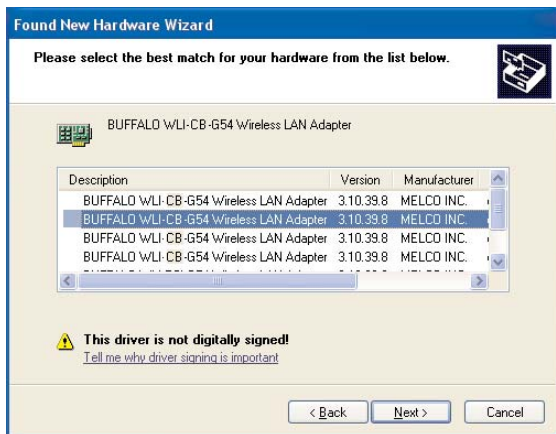 Found New Hardware Wizard
Please select the best match for your hardware from the list below.
BUFFALO WLI-CB-G54 Wireless LAN Adapter
Description Version Manufacturer
BUFFALO WLI-CB-G54 Wireless LAN Adapter 3.10.39.8 MELCO INC.
BUFFALO WLI-CB-G54 Wireless LAN Adapter 3.10.39.8 MELCO INC.
BUFFALO WLI-CB-G54 Wireless LAN Adapter 3.10.39.8 MELCO INC.
BUFFALO WLI-CB-G54 Wireless LAN Adapter 3.10.39.8 MELCO INC.
This driver is not digitally signed!
Tell me why driver signing is important
< Back Next > Cancel